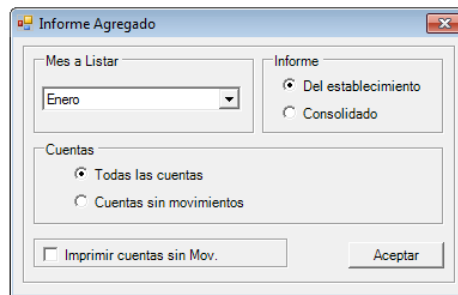 Informe Agregado
Mes a Listar
Enero
Informe
Del establecimiento
Consolidado
Cuentas
Todas las cuentas
Cuentas sin movimientos
Imprimir cuentas sin Mov.
Aceptar